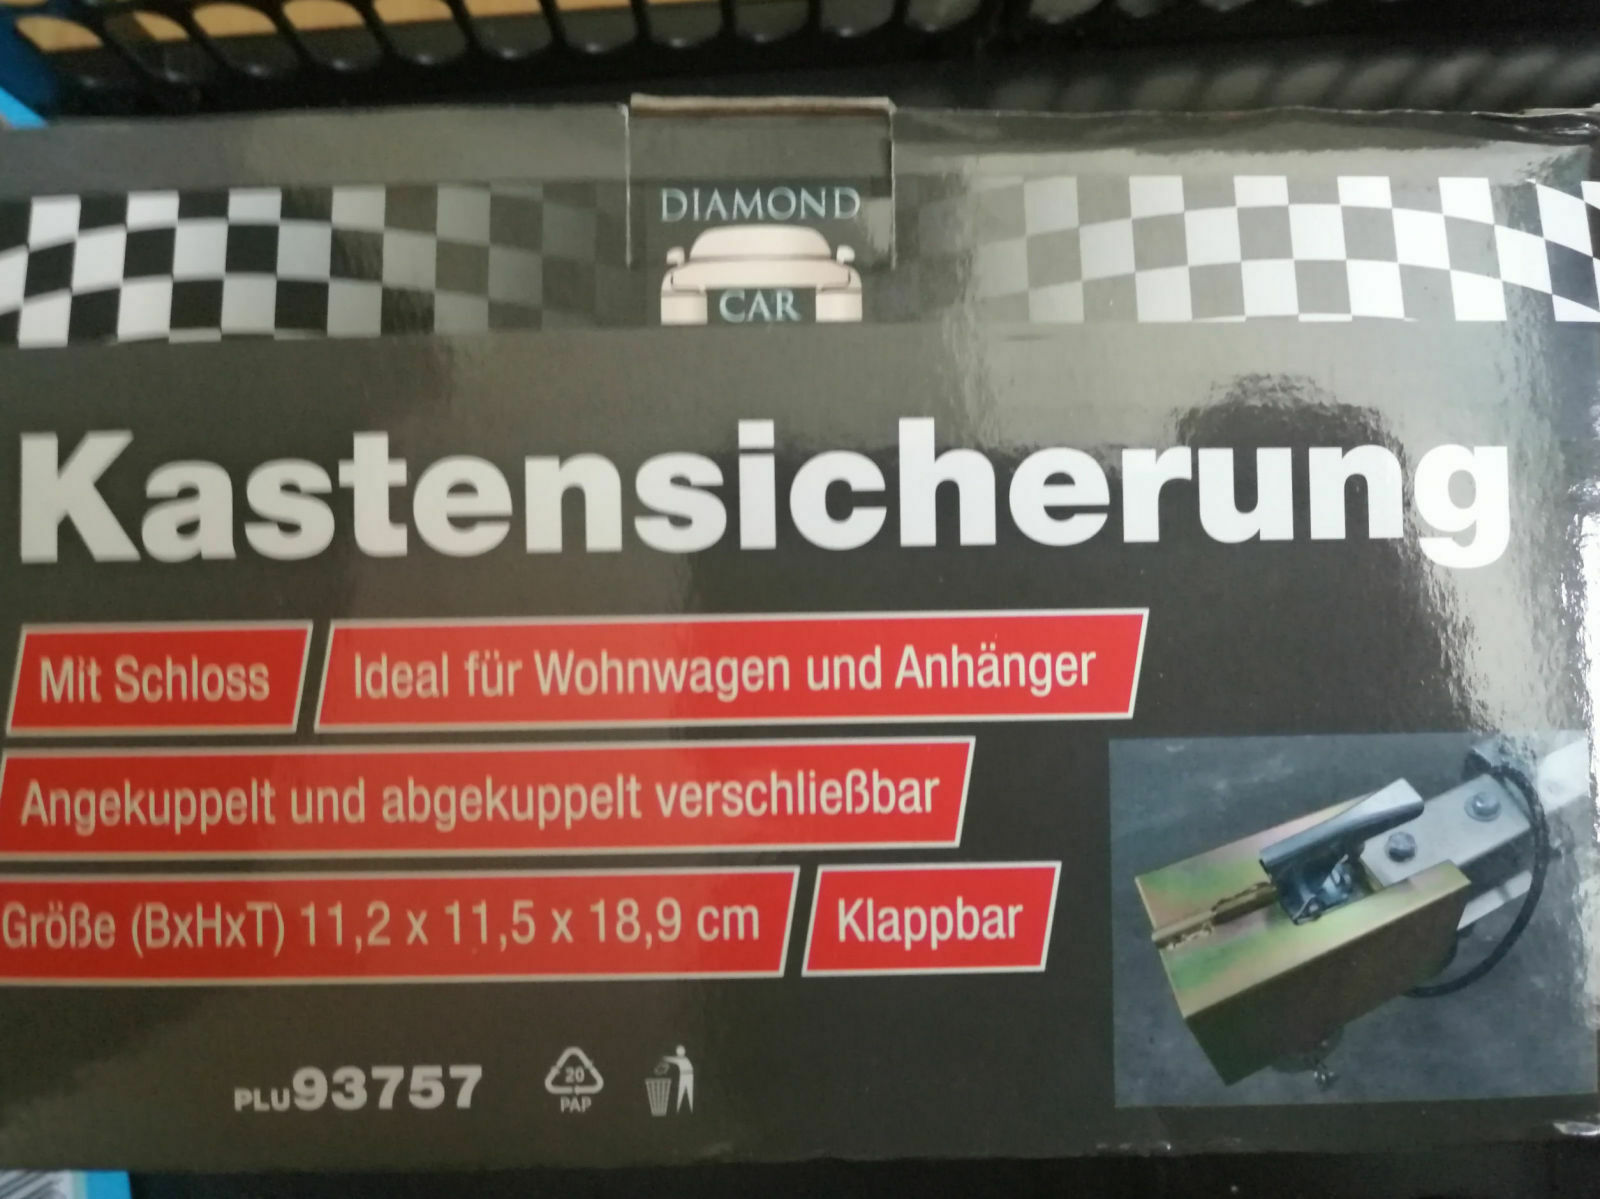 DIAMOND
CAR
Kastensicherung
Mit Schloss
Ideal für Wohnwagen und Anhänger
Angekuppelt und abgekuppelt verschließbar
Größe (BxHxT) 11,2 x 11,5 x 18,9 cm
Klappbar
PLU93757
20
PAP